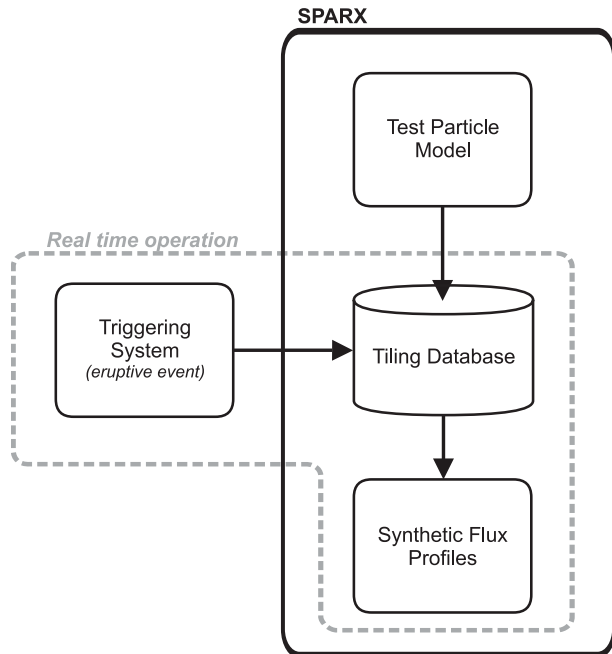 SPARX
Test Particle
Model
Real time operation
Triggering
System
(eruptive event)
Tiling Database
Synthetic Flux
Profiles